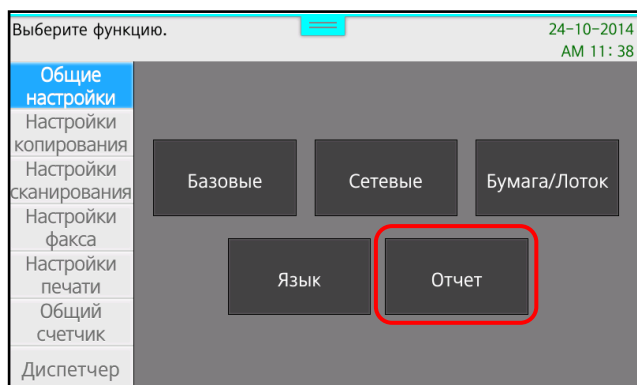 Выберите функцию.
24-10-2014
AM 11: 38
Общие
настройки
Настройки
копирования
Настройки
сканирования
Настройки
факса
Настройки
печати
Общий
счетчик
Диспетчер
Базовые
Сетевые
Бумага/Лоток
Язык
Отчет